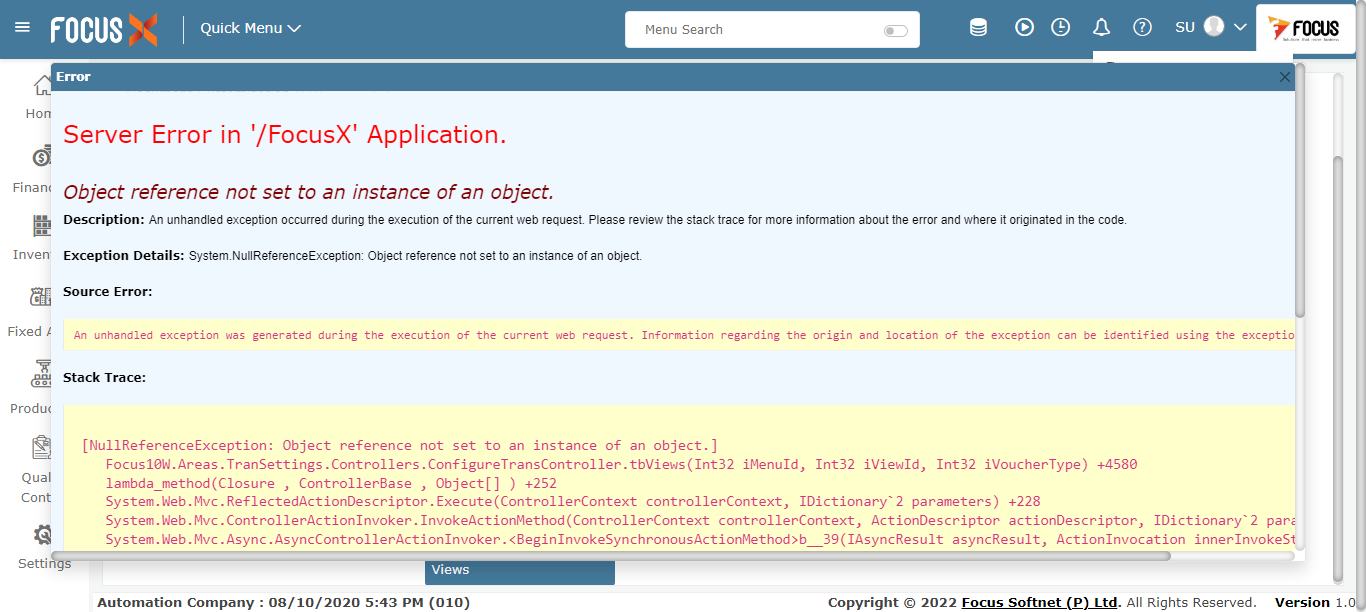 FOCUS X
Quick Menu
Menu Search
SU
FOCUS
Error
Hom
Financ
Invent
Fixed A
Produc
Qual
Cont
Settings
Server Error in '/FocusX' Application.
Object reference not set to an instance of an object.
Description: An unhandled exception occurred during the execution of the current web request. Please review the stack trace for more information about the error and where it originated in the code.
Exception Details: System.NullReferenceException: Object reference not set to an instance of an object.
Source Error:
An unhandled exception was generated during the execution of the current web request. Information regarding the origin and location of the exception can be identified using the exceptio
Stack Trace:
[NullReferenceException: Object reference not set to an instance of an object.]
Focus10W.Areas.TranSettings.Controllers.ConfigureTransController.tbViews(Int32 iMenuId, Int32 iViewId, Int32 iVoucherType) +4580
lambda_method(Closure , ControllerBase , Object[] ) +252
System.Web.Mvc.ReflectedActionDescriptor.Execute(ControllerContext controllerContext, IDictionary`2 parameters) +228
System.Web.Mvc.ControllerActionInvoker.InvokeActionMethod(ControllerContext controllerContext, ActionDescriptor actionDescriptor, IDictionary`2 para
System.Web.Mvc.Async.AsyncControllerActionInvoker.<BeginInvokeSynchronousActionMethod>b__39(IAsyncResult asyncResult, ActionInvocation innerInvokeSt
Views
Automation Company : 08/10/2020 5:43 PM (010)
Copyright © 2022 Focus Softnet (P) Ltd. All Rights Reserved. Version 1.0